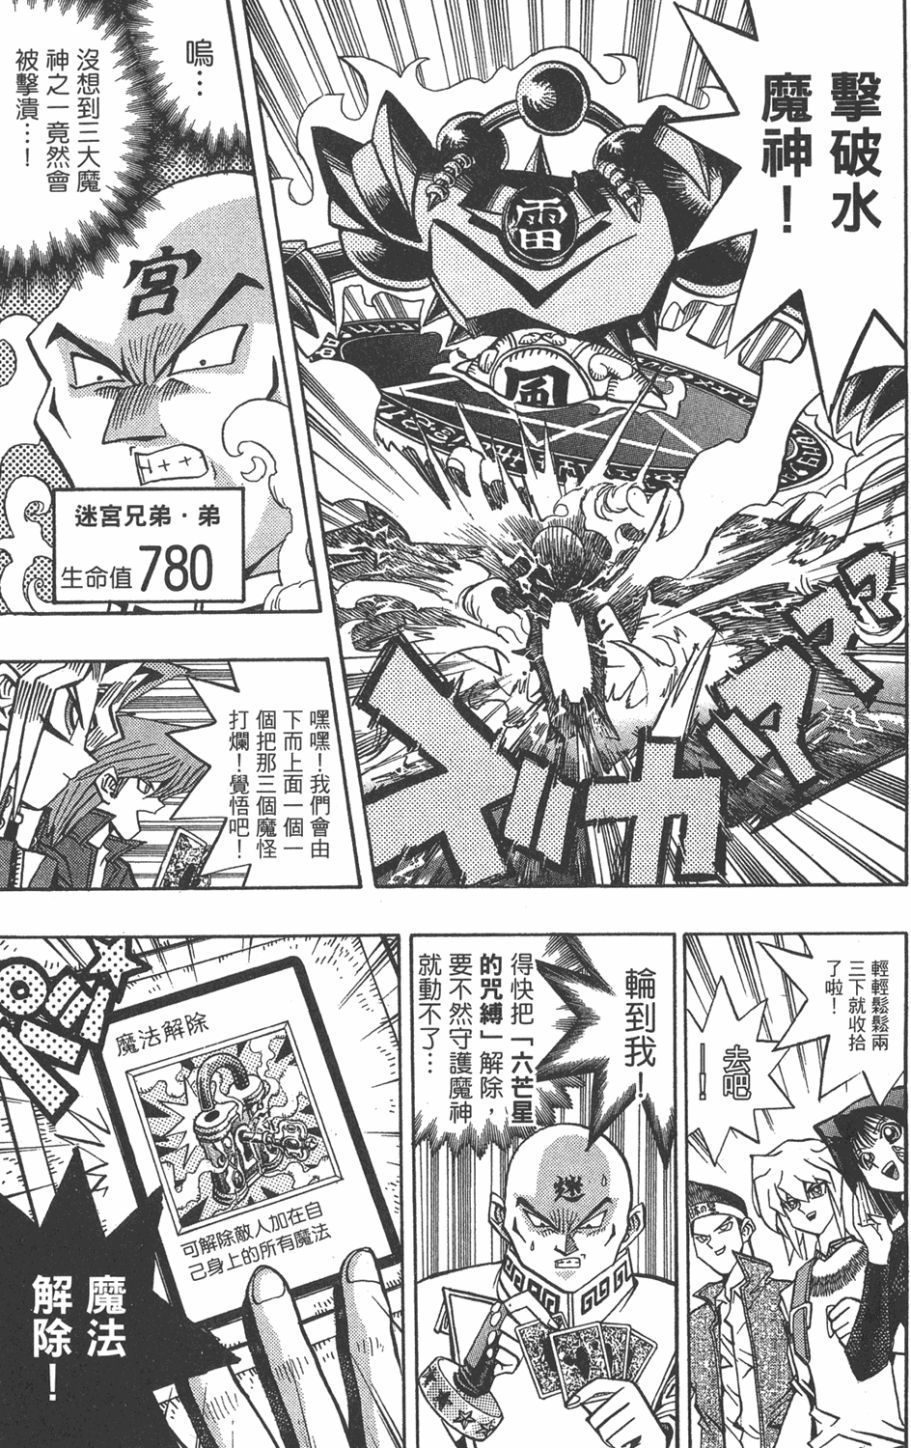 擊破水
魔神！
雷
風
ズガガガ
嗚…
沒想到三大魔
神之一竟然會
被擊潰…！
宮
迷宮兄弟・弟
生命值780
嘿嘿！我們會由
下而上面一個一
個把那三個魔怪
打爛！覺悟吧！
輕輕鬆鬆兩
三下就收拾
了啦！
去吧
—！
輪到我！
得快把「六芒星
的咒縛」解除，
要不然守護魔神
就動不了…
迷
魔法解除
可解除敵人加在自
己身上的所有魔法
魔法
解除！